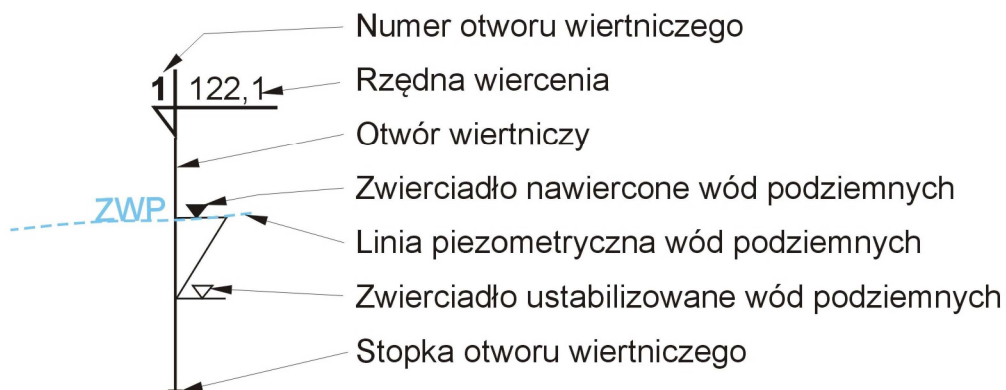 Numer otworu wiertniczego
1 122,1
Rzędna wiercenia
Otwór wiertniczy
Zwierciadło nawiercone wód podziemnych
ZWP
Linia piezometryczna wód podziemnych
Zwierciadło ustabilizowane wód podziemnych
Stopka otworu wiertniczego